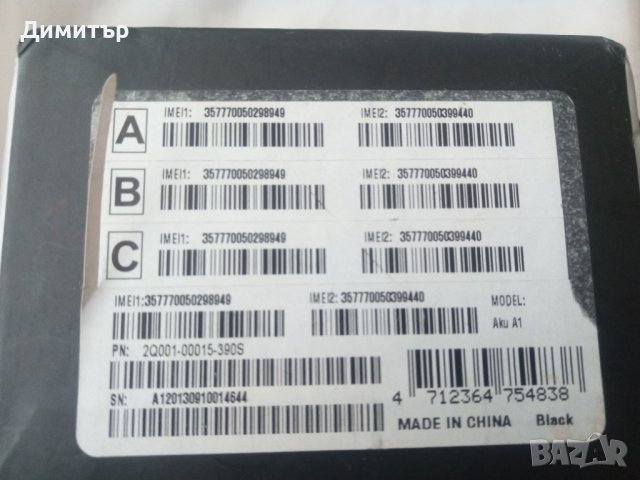 Димитър
A IMEI1: 357770050298949 IMEI2: 357770050399440
B IMEI1: 357770050298949 IMEI2: 357770050399440
C IMEI1: 357770050298949 IMEI2: 357770050399440
IMEI1:357770050298949 IMEI2:357770050399440 MODEL:
Aku A1
PN: 2Q001-00015-390S
SN: A120130910014644
4 712364 754838
MADE IN CHINA Black
BAZAR